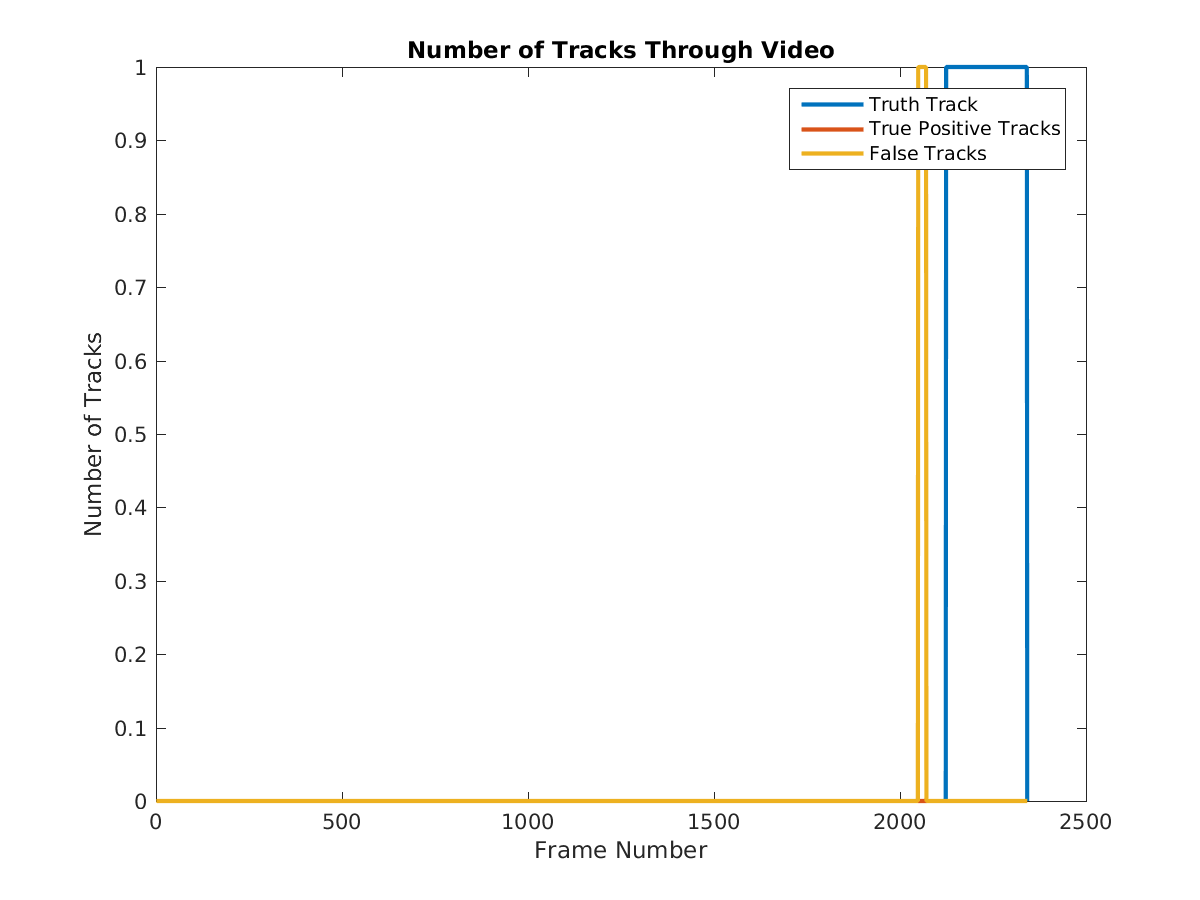 Number of Tracks Through Video
1
0.9
0.8
0.7
0.6
0.5
0.4
0.3
0.2
0.1
0
Number of Tracks
Truth Track
True Positive Tracks
False Tracks
0 500 1000 1500 2000 2500
Frame Number